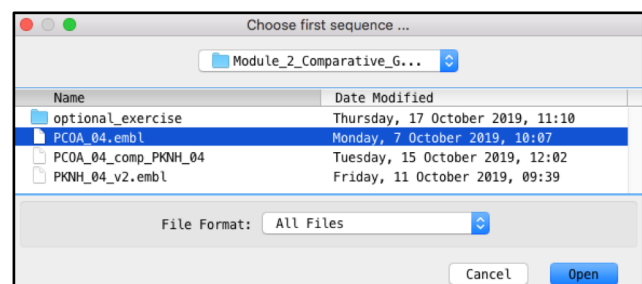 Choose first sequence ...
Module_2_Comparative_G...
Name Date Modified
optional_exercise Thursday, 17 October 2019, 11:10
PCOA_04.embl Monday, 7 October 2019, 10:07
PCOA_04_comp_PKNH_04 Tuesday, 15 October 2019, 12:02
PKNH_04_v2.embl Friday, 11 October 2019, 09:39
File Format: All Files
Cancel Open